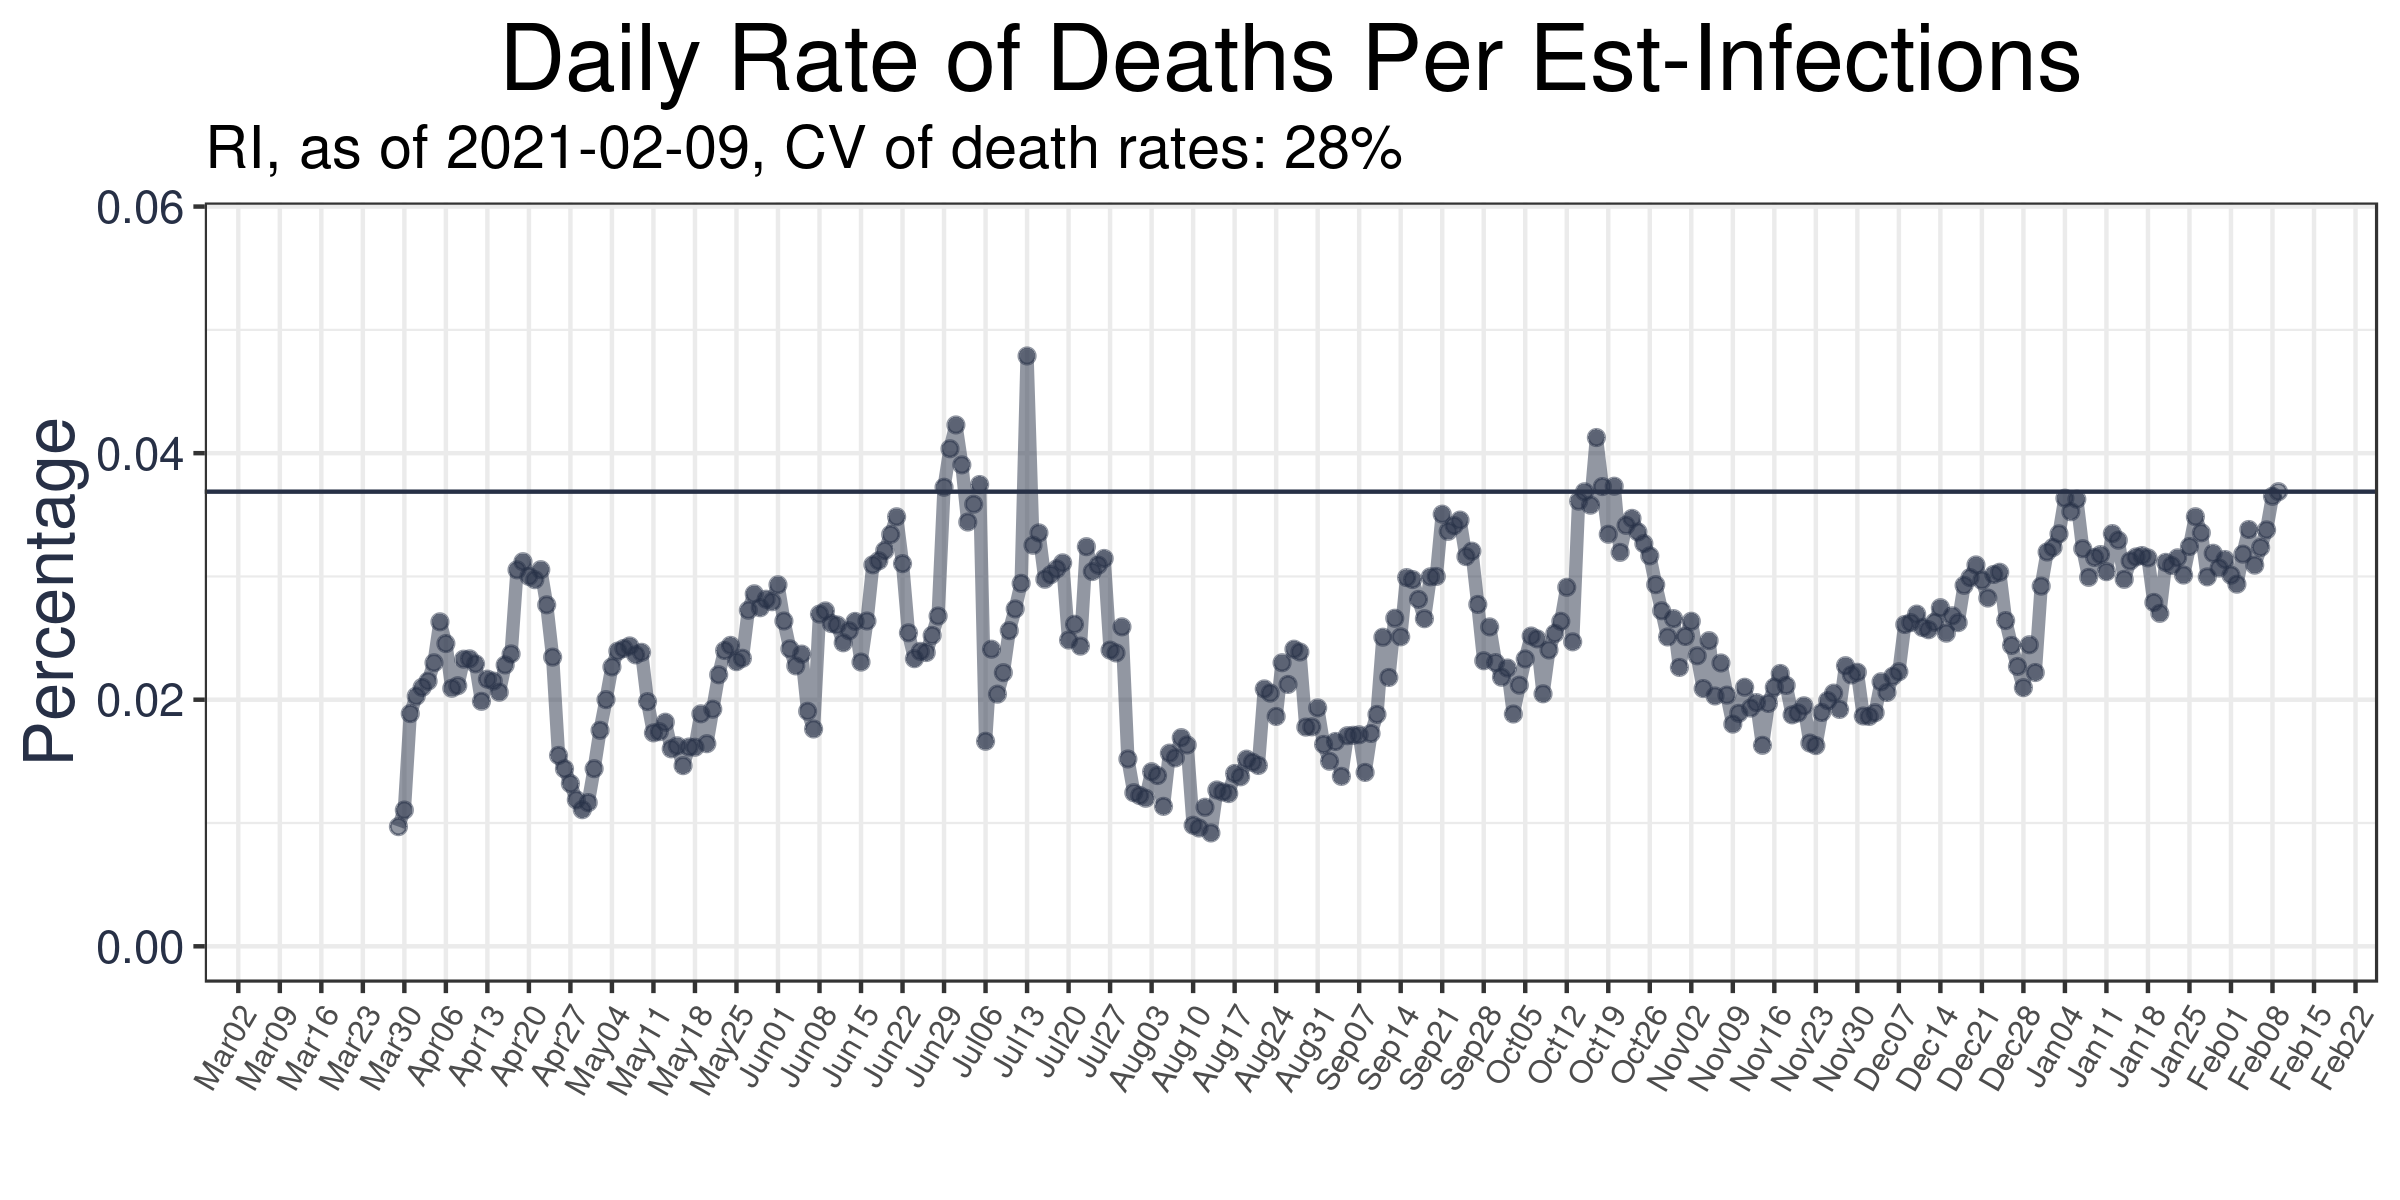 Daily Rate of Deaths Per Est-Infections
RI, as of 2021-02-09, CV of death rates: 28%
Percentage
0.06
0.04
0.02
0.00
Mar02
Mar09
Mar16
Mar23
Mar30
Apr06
Apr13
Apr20
Apr27
May04
May11
May18
May25
Jun01
Jun08
Jun15
Jun22
Jun29
Jul06
Jul13
Jul20
Jul27
Aug03
Aug10
Aug17
Aug24
Aug31
Sep07
Sep14
Sep21
Sep28
Oct05
Oct12
Oct19
Oct26
Nov02
Nov09
Nov16
Nov23
Nov30
Dec07
Dec14
Dec21
Dec28
Jan04
Jan11
Jan18
Jan25
Feb01
Feb08
Feb15
Feb22